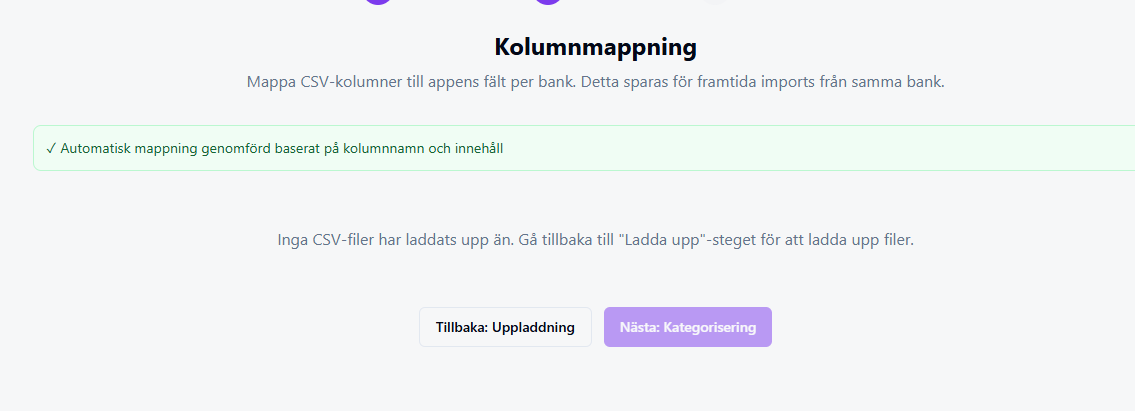 Kolumnmappning
Mappa CSV-kolumner till appens fält per bank. Detta sparas för framtida imports från samma bank.
✓ Automatisk mappning genomförd baserat på kolumnnamn och innehåll
Inga CSV-filer har laddats upp än. Gå tillbaka till "Ladda upp"-steget för att ladda upp filer.
Tillbaka: Uppladdning
Nästa: Kategorisering